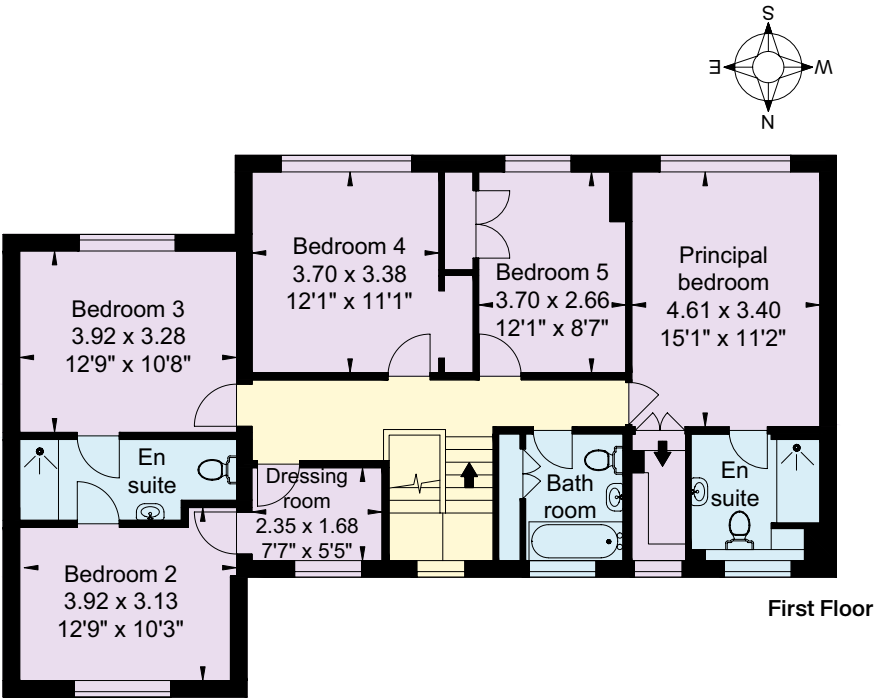 S
E
W
N
Bedroom 4
3.70 x 3.38
12'1" x 11'1"
Bedroom 5
3.70 x 2.66
12'1" x 8'7"
Principal
bedroom
4.61 x 3.40
15'1" x 11'2"
Bedroom 3
3.92 x 3.28
12'9" x 10'8"
En
suite
Dressing
room
2.35 x 1.68
7'7" x 5'5"
Bath
room
En
suite
Bedroom 2
3.92 x 3.13
12'9" x 10'3"
First Floor